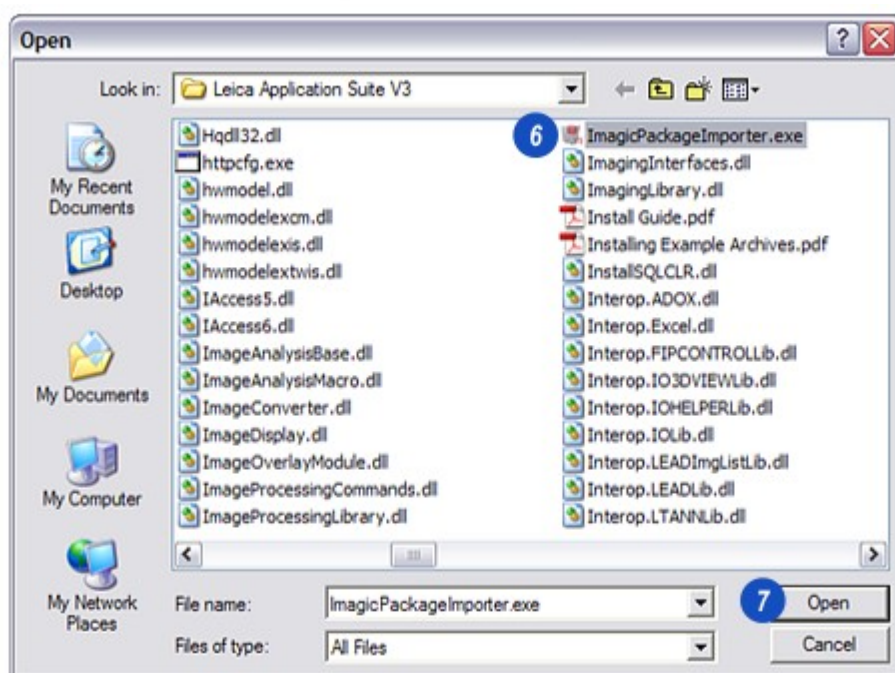 Open
Look in:
Leica Application Suite V3
My Recent
Documents
Desktop
My Documents
My Computer
My Network
Places
Hqdll32.dll
httpcfg.exe
hwmodel.dll
hwmodelexcm.dll
hwmodelexis.dll
hwmodelextwis.dll
IAccess5.dll
IAccess6.dll
ImageAnalysisBase.dll
ImageAnalysisMacro.dll
ImageConverter.dll
ImageDisplay.dll
ImageOverlayModule.dll
ImageProcessingCommands.dll
ImageProcessingLibrary.dll
6
ImagicPackageImporter.exe
ImagingInterfaces.dll
ImagingLibrary.dll
Install Guide.pdf
Installing Example Archives.pdf
InstallSQLCLR.dll
Interop.ADOX.dll
Interop.Excel.dll
Interop.FIPCONTROLLib.dll
Interop.IO3DVIEWLib.dll
Interop.IOHELPERLib.dll
Interop.IOLib.dll
Interop.LEADImgListLib.dll
Interop.LEADLib.dll
Interop.LTANNLib.dll
File name:
ImagicPackageImporter.exe
7
Open
Files of type:
All Files
Cancel